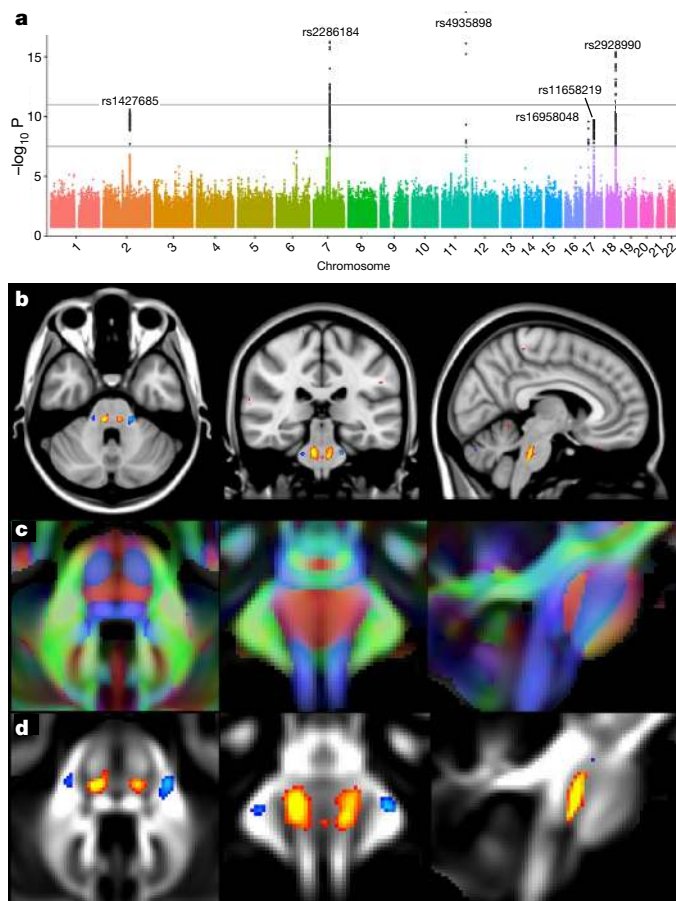 a
rs4935898
rs2286184
rs2928990
15
rs11658219
rs1427685
10
rs16958048
−log10 P
5
0
1 2 3 4 5 6 7 8 9 10 11 12 13 14 15 16 17 18 19 20 21 22
Chromosome
b
c
d